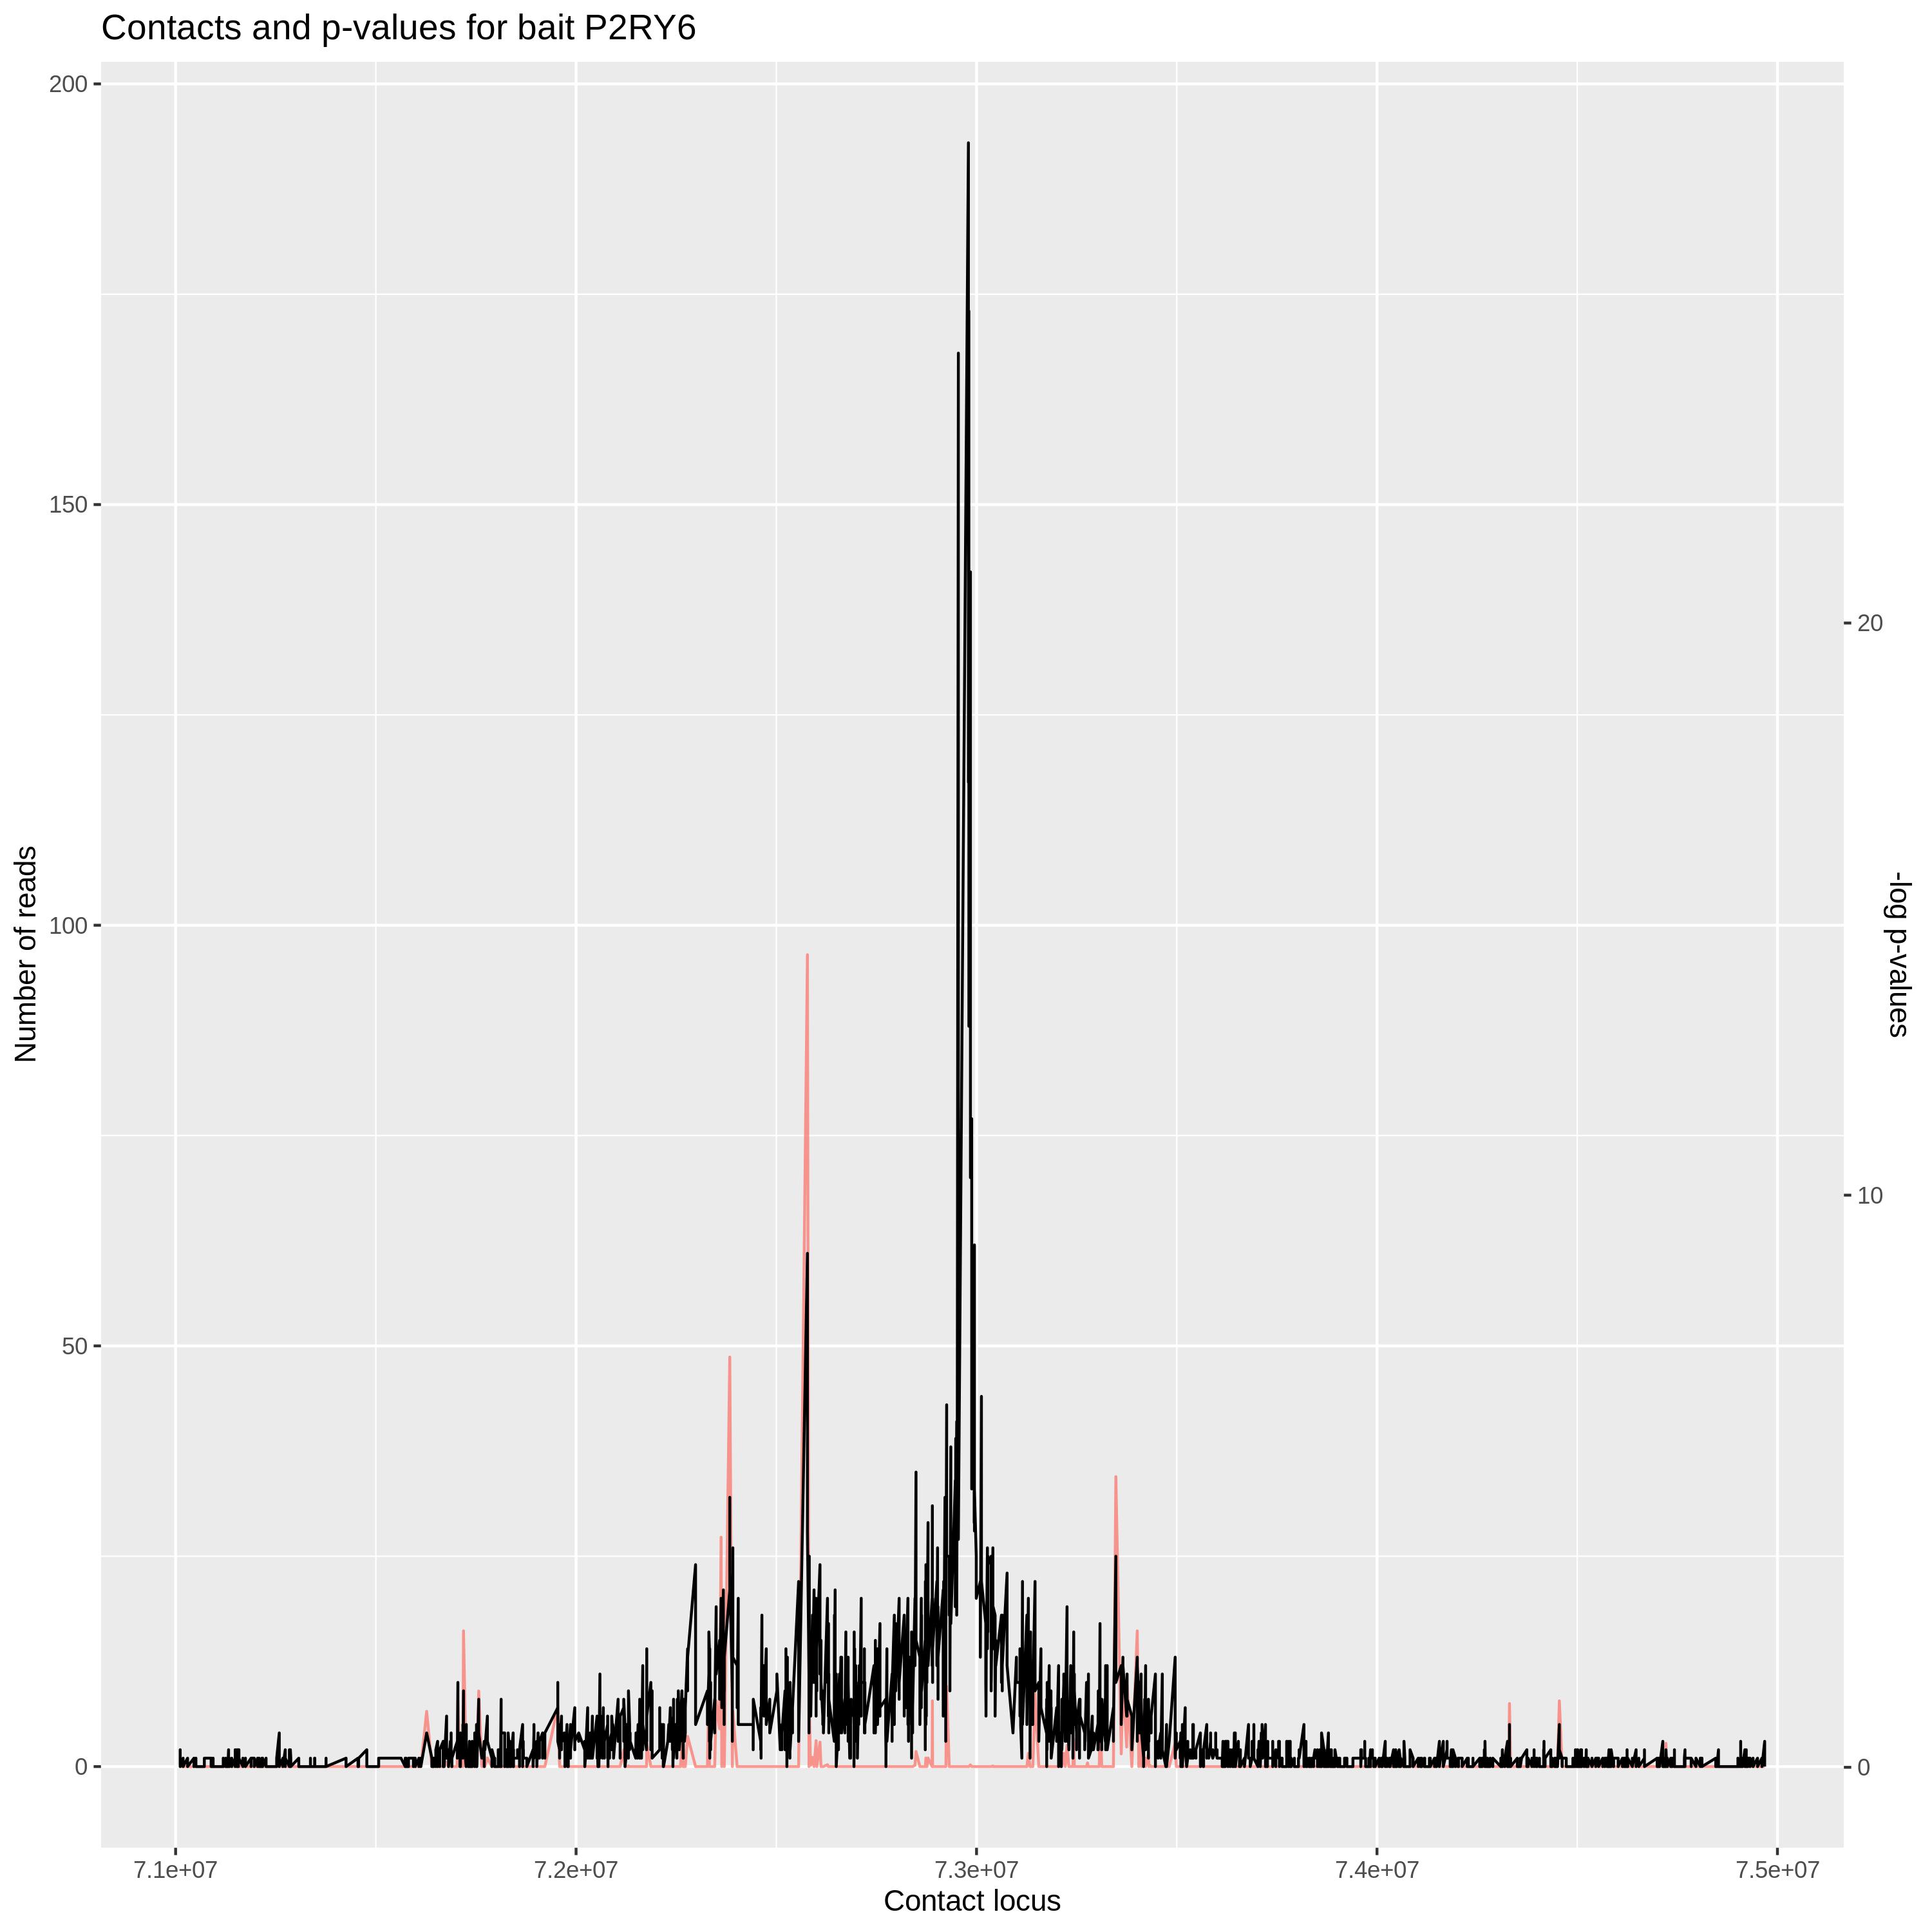 Contacts and p-values for bait P2RY6
200
150
100
50
0
Number of reads
20
10
0
-log p-values
7.1e+07 7.2e+07 7.3e+07 7.4e+07 7.5e+07
Contact locus